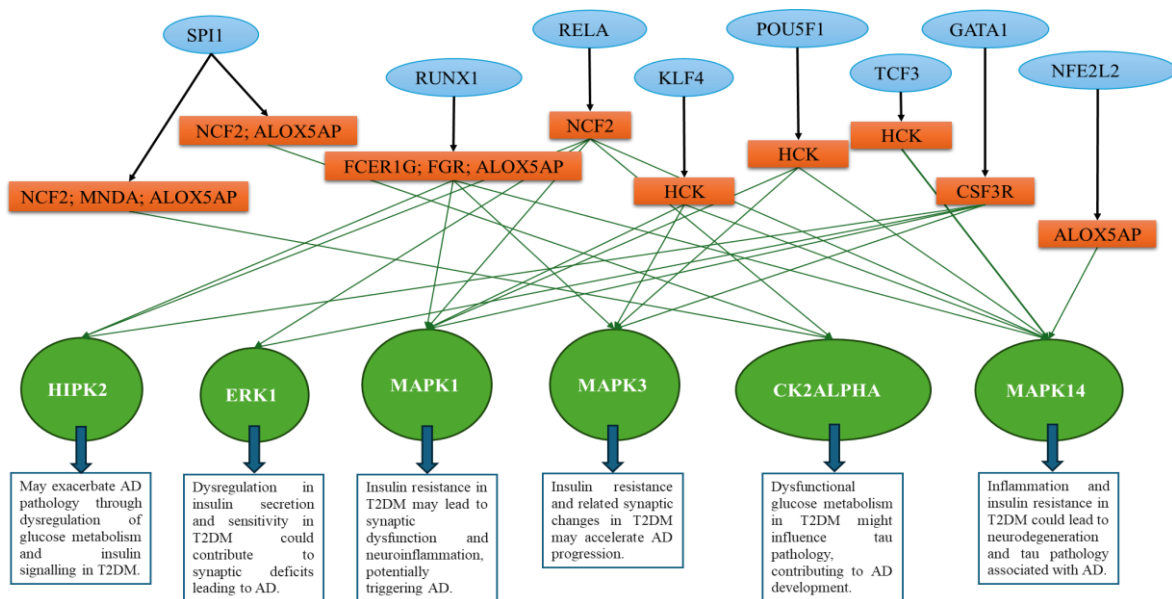 SPI1
RELA
POU5F1
GATA1
RUNX1
KLF4
TCF3
NFE2L2
NCF2; ALOX5AP
NCF2
HCK
HCK
FCER1G; FGR; ALOX5AP
NCF2; MNDA; ALOX5AP
HCK
CSF3R
ALOX5AP
HIPK2
ERK1
MAPK1
MAPK3
CK2ALPHA
MAPK14
May exacerbate AD
pathology through
dysregulation of
glucose metabolism
and insulin
signalling in T2DM.
Dysregulation in
insulin secretion
and sensitivity in
T2DM could
contribute to
synaptic deficits
leading to AD.
Insulin resistance in
T2DM may lead to
synaptic
dysfunction and
neuroinflammation,
potentially
triggering AD.
Insulin resistance
and related synaptic
changes in T2DM
may accelerate AD
progression.
Dysfunctional
glucose metabolism
in T2DM might
influence tau
pathology,
contributing to AD
development.
Inflammation and
insulin resistance in
T2DM could lead to
neurodegeneration
and tau pathology
associated with AD.